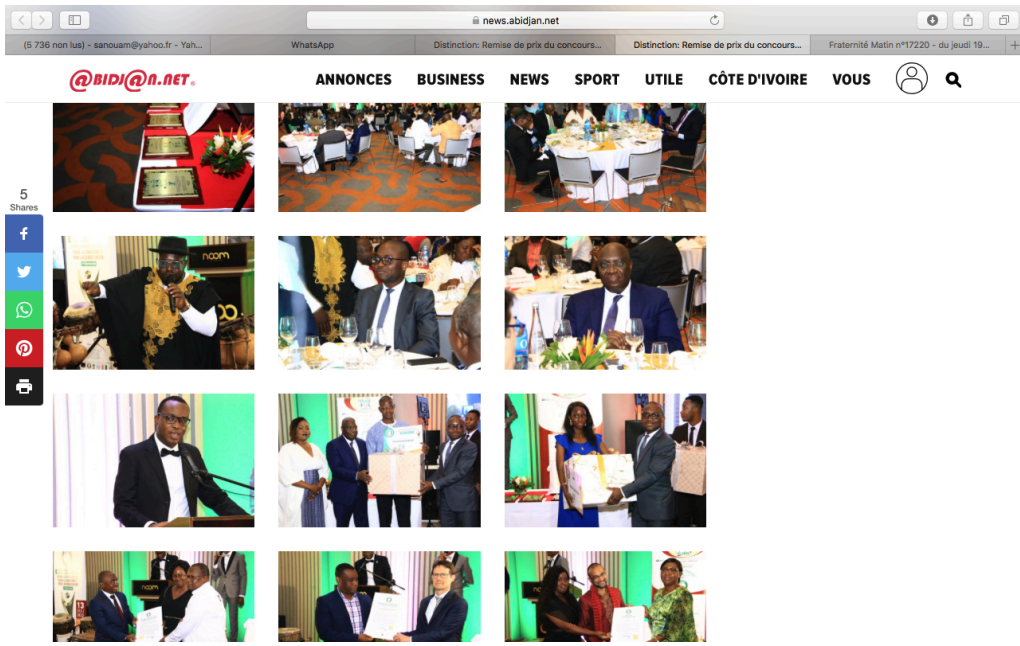 news.abidjan.net
(5 736 non lus) - sanouam@yahoo.fr - Yah...
WhatsApp
Distinction: Remise de prix du concours...
Distinction: Remise de prix du concours...
Fraternité Matin n°17220 - du jeudi 19...
@BIDJ@N.NET
ANNONCES
BUSINESS
NEWS
SPORT
UTILE
CÔTE D'IVOIRE
VOUS
5
Shares
noom
noom
13